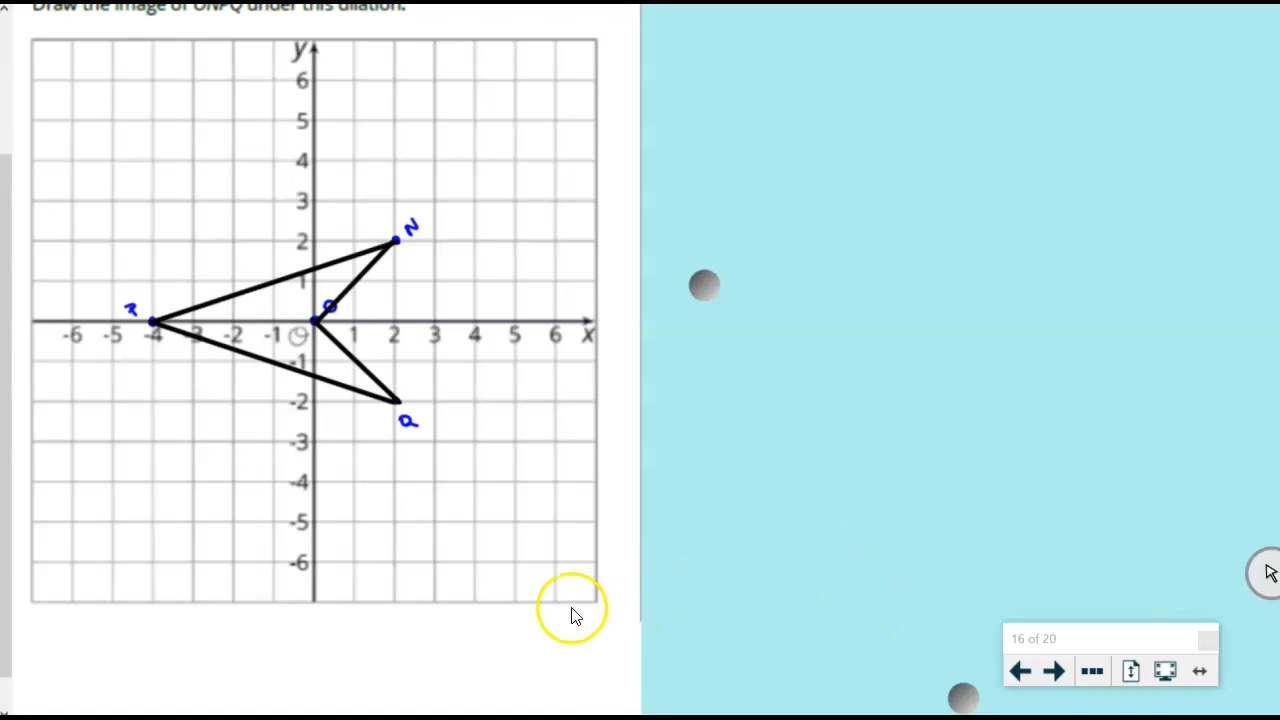 Draw the image of ONPQ under this dilation.
y
6
5
4
3
N
2
1
P
O
-6 -5 -4 -3 -2 -1 O 1 2 3 4 5 6 x
-1
-2
Q
-3
-4
-5
-6
16 of 20